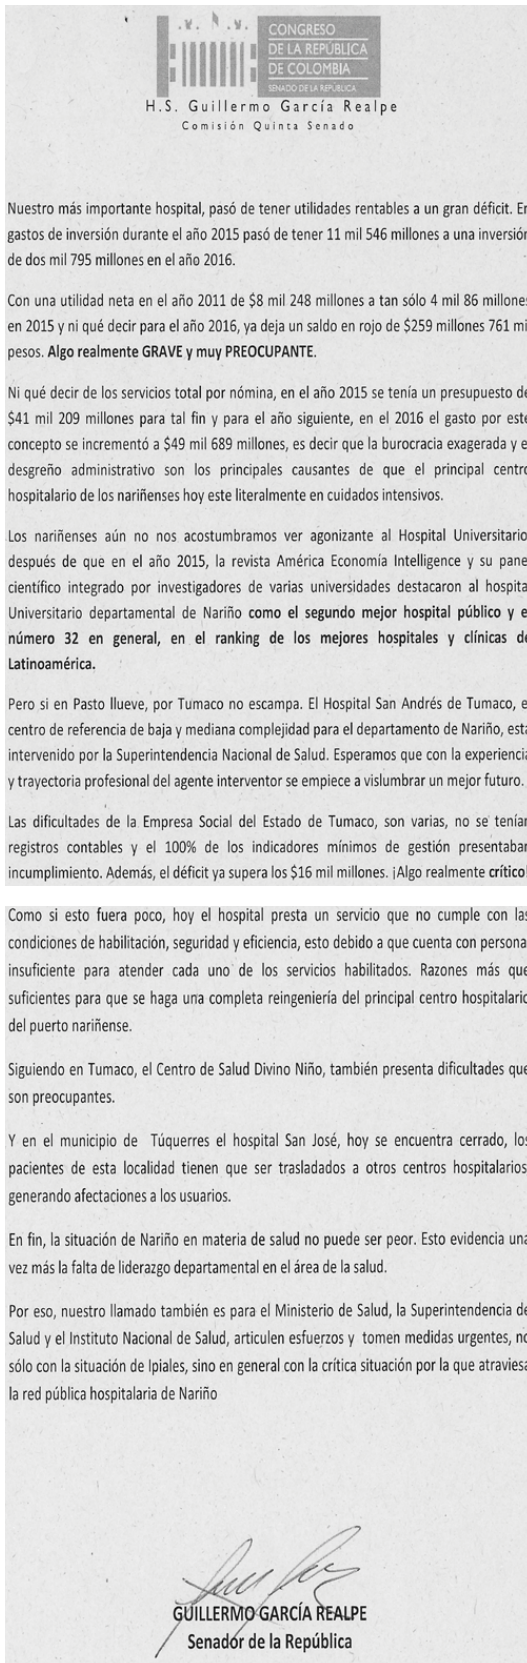 CONGRESO
DE LA REPÚBLICA
DE COLOMBIA
SENADO DE LA REPÚBLICA
H.S. Guillermo García Realpe
Comisión Quinta Senado
Nuestro más importante hospital, pasó de tener utilidades rentables a un gran déficit. En
gastos de inversión durante el año 2015 pasó de tener 11 mil 546 millones a una inversión
de dos mil 795 millones en el año 2016.
Con una utilidad neta en el año 2011 de $8 mil 248 millones a tan sólo 4 mil 86 millones
en 2015 y ni qué decir para el año 2016, ya deja un saldo en rojo de $259 millones 761 mi
pesos. Algo realmente GRAVE y muy PREOCUPANTE.
Ni qué decir de los servicios total por nómina, en el año 2015 se tenía un presupuesto de
$41 mil 209 millones para tal fin y para el año siguiente, en el 2016 el gasto por este
concepto se incrementó a $49 mil 689 millones, es decir que la burocracia exagerada y e
desgreño administrativo son los principales causantes de que el principal centro
hospitalario de los nariñenses hoy este literalmente en cuidados intensivos.
Los nariñenses aún no nos acostumbramos ver agonizante al Hospital Universitario
después de que en el año 2015, la revista América Economía Intelligence y su pane
científico integrado por investigadores de varias universidades destacaron al hospita
Universitario departamental de Nariño como el segundo mejor hospital público y e
número 32 en general, en el ranking de los mejores hospitales y clínicas de
Latinoamérica.
Pero si en Pasto llueve, por Tumaco no escampa. El Hospital San Andrés de Tumaco, e
centro de referencia de baja y mediana complejidad para el departamento de Nariño, está
intervenido por la Superintendencia Nacional de Salud. Esperamos que con la experiencia
y trayectoria profesional del agente interventor se empiece a vislumbrar un mejor futuro.
Las dificultades de la Empresa Social del Estado de Tumaco, son varias, no se tenían
registros contables y el 100% de los indicadores mínimos de gestión presentaban
incumplimiento. Además, el déficit ya supera los $16 mil millones. ¡Algo realmente crítico!
Como si esto fuera poco, hoy el hospital presta un servicio que no cumple con las
condiciones de habilitación, seguridad y eficiencia, esto debido a que cuenta con persona
insuficiente para atender cada uno de los servicios habilitados. Razones más que
suficientes para que se haga una completa reingeniería del principal centro hospitalario
del puerto nariñense.
Siguiendo en Tumaco, el Centro de Salud Divino Niño, también presenta dificultades que
son preocupantes.
Y en el municipio de Túquerres el hospital San José, hoy se encuentra cerrado, los
pacientes de esta localidad tienen que ser trasladados a otros centros hospitalarios
generando afectaciones a los usuarios.
En fin, la situación de Nariño en materia de salud no puede ser peor. Esto evidencia una
vez más la falta de liderazgo departamental en el área de la salud.
Por eso, nuestro llamado también es para el Ministerio de Salud, la Superintendencia de
Salud y el Instituto Nacional de Salud, articulen esfuerzos y tomen medidas urgentes, no
sólo con la situación de Ipiales, sino en general con la crítica situación por la que atraviesa
la red pública hospitalaria de Nariño
GUILLERMO GARCÍA REALPE
Senador de la República